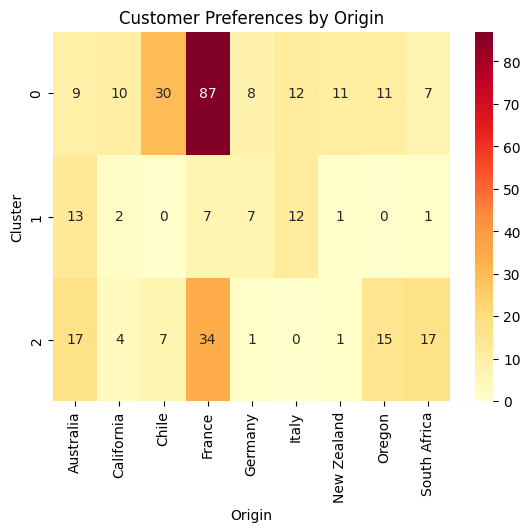 Customer Preferences by Origin
Cluster
0
9 10 30 87 8 12 11 11 7
1
13 2 0 7 7 12 1 0 1
2
17 4 7 34 1 0 1 15 17
Australia
California
Chile
France
Germany
Italy
New Zealand
Oregon
South Africa
Origin
80
70
60
50
40
30
20
10
0